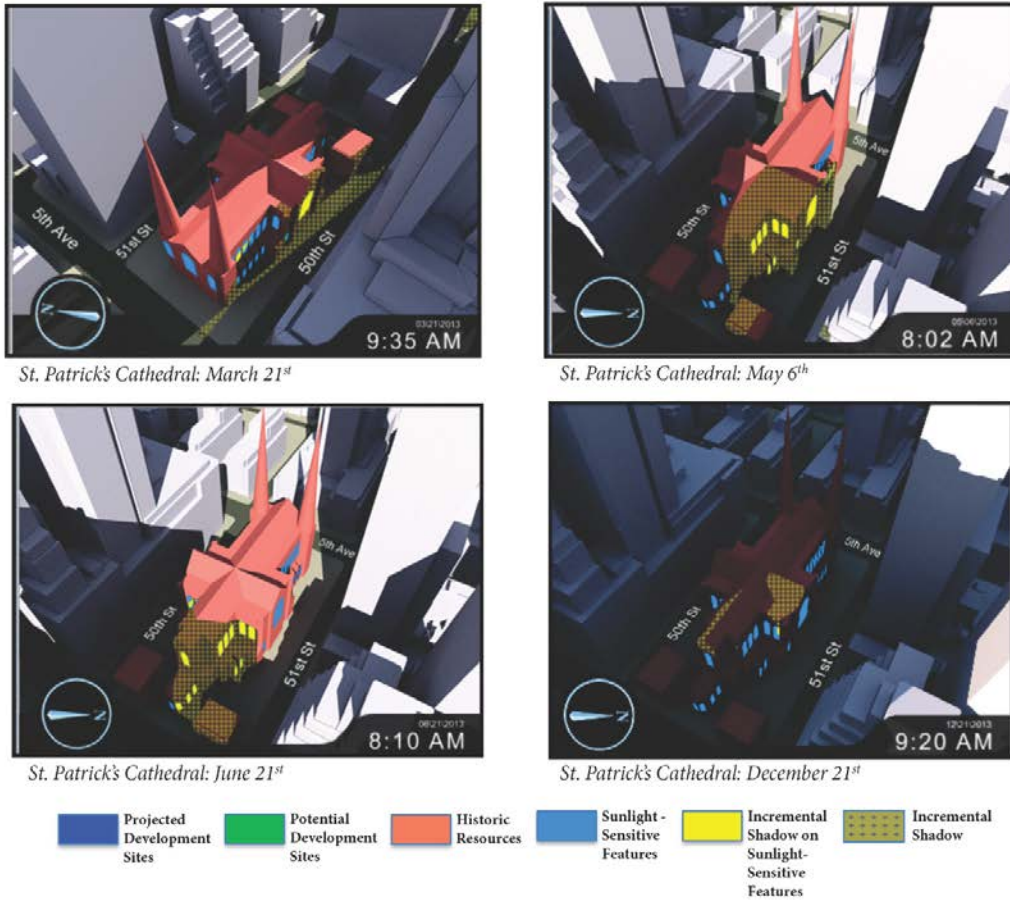 5th Ave
51st St
50th St
N
03|21|2013
9:35 AM
St. Patrick's Cathedral: March 21st
5th Ave
50th St
51st St
N
05|06|2013
8:02 AM
St. Patrick's Cathedral: May 6th
5th Ave
50th St
51st St
N
06|21|2013
8:10 AM
St. Patrick's Cathedral: June 21st
5th Ave
50th St
51st St
N
12|21|2013
9:20 AM
St. Patrick's Cathedral: December 21st
Projected
Development
Sites
Potential
Development
Sites
Historic
Resources
Sunlight -
Sensitive
Features
Incremental
Shadow on
Sunlight-
Sensitive
Features
Incremental
Shadow